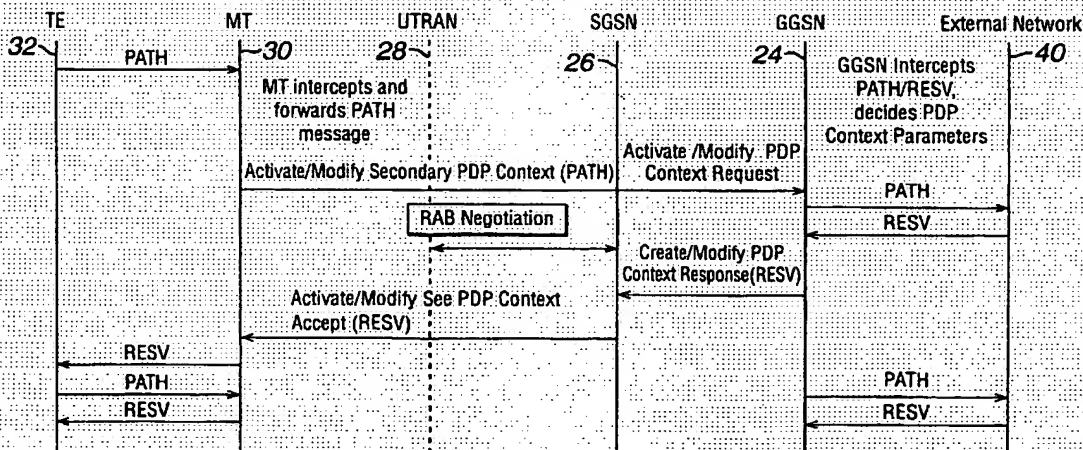 TE
MT
UTRAN
SGSN
GGSN
External Network
32
30
28
26
24
40
PATH
MT intercepts and
forwards PATH
message
GGSN Intercepts
PATH/RESV,
decides PDP
Context Parameters
Activate/Modify Secondary PDP Context (PATH)
Activate /Modify PDP
Context Request
PATH
RAB Negotiation
RESV
Create/Modify PDP
Context Response(RESV)
Activate/Modify See PDP Context
Accept (RESV)
RESV
PATH
RESV
PATH
RESV